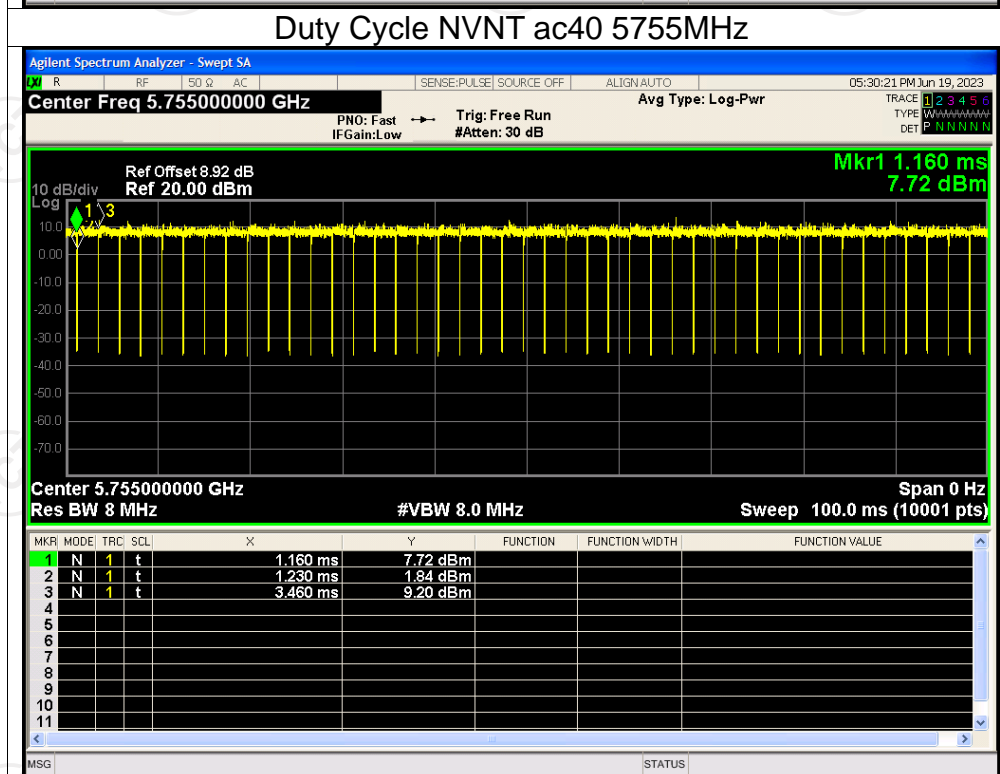 Duty Cycle NVNT ac40 5755MHz
Agilent Spectrum Analyzer - Swept SA
LXI R RF 50 Ω AC SENSE:PULSE SOURCE OFF ALIGN AUTO 05:30:21 PM Jun 19, 2023
Center Freq 5.755000000 GHz Avg Type: Log-Pwr TRACE 1 2 3 4 5 6
PNO: Fast Trig: Free Run TYPE WWWWWW
IFGain:Low #Atten: 30 dB DET P N N N N N
Mkr1 1.160 ms
Ref Offset 8.92 dB
10 dB/div Ref 20.00 dBm 7.72 dBm
Log
1 3
10.0
0.00
-10.0
-20.0
-30.0
-40.0
-50.0
-60.0
-70.0
Center 5.755000000 GHz Span 0 Hz
Res BW 8 MHz #VBW 8.0 MHz Sweep 100.0 ms (10001 pts)
MKR MODE TRC SCL X Y FUNCTION FUNCTION WIDTH FUNCTION VALUE
1 N 1 t 1.160 ms 7.72 dBm
2 N 1 t 1.230 ms 1.84 dBm
3 N 1 t 3.460 ms 9.20 dBm
4
5
6
7
8
9
10
11
MSG STATUS